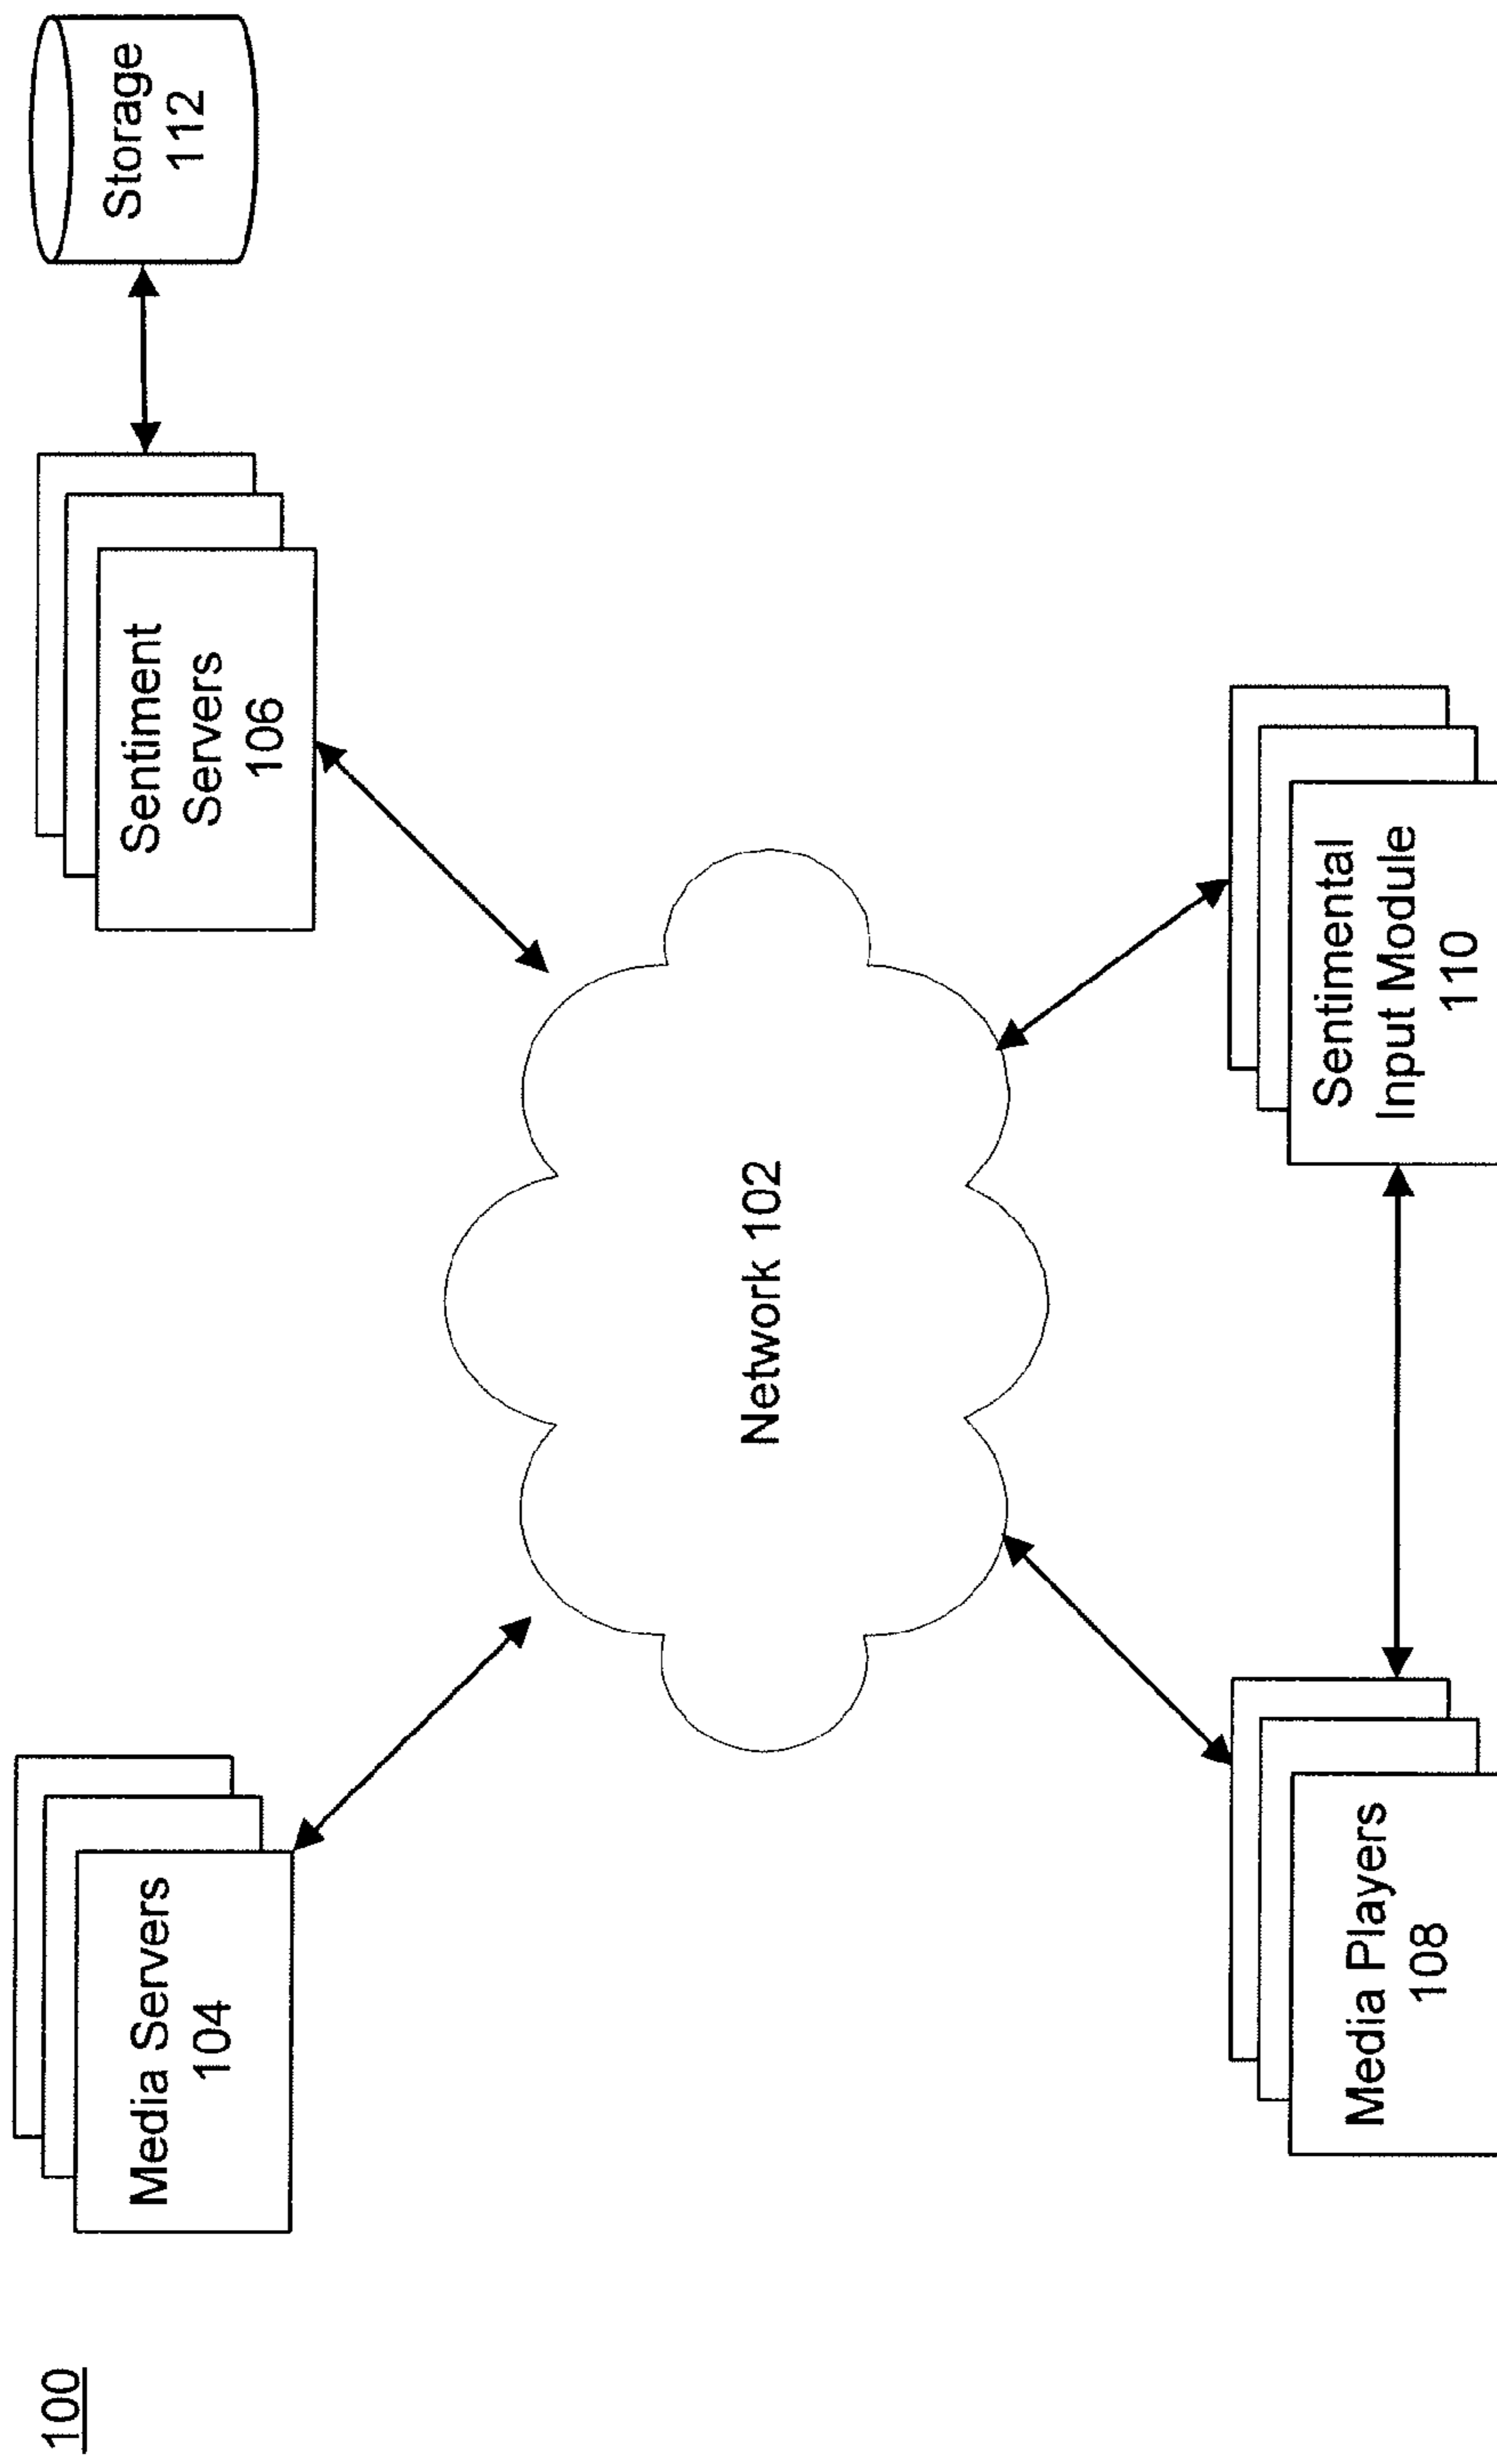 100
Media Servers
104
Sentiment
Servers
106
Storage
112
Network 102
Media Players
108
Sentimental
Input Module
110